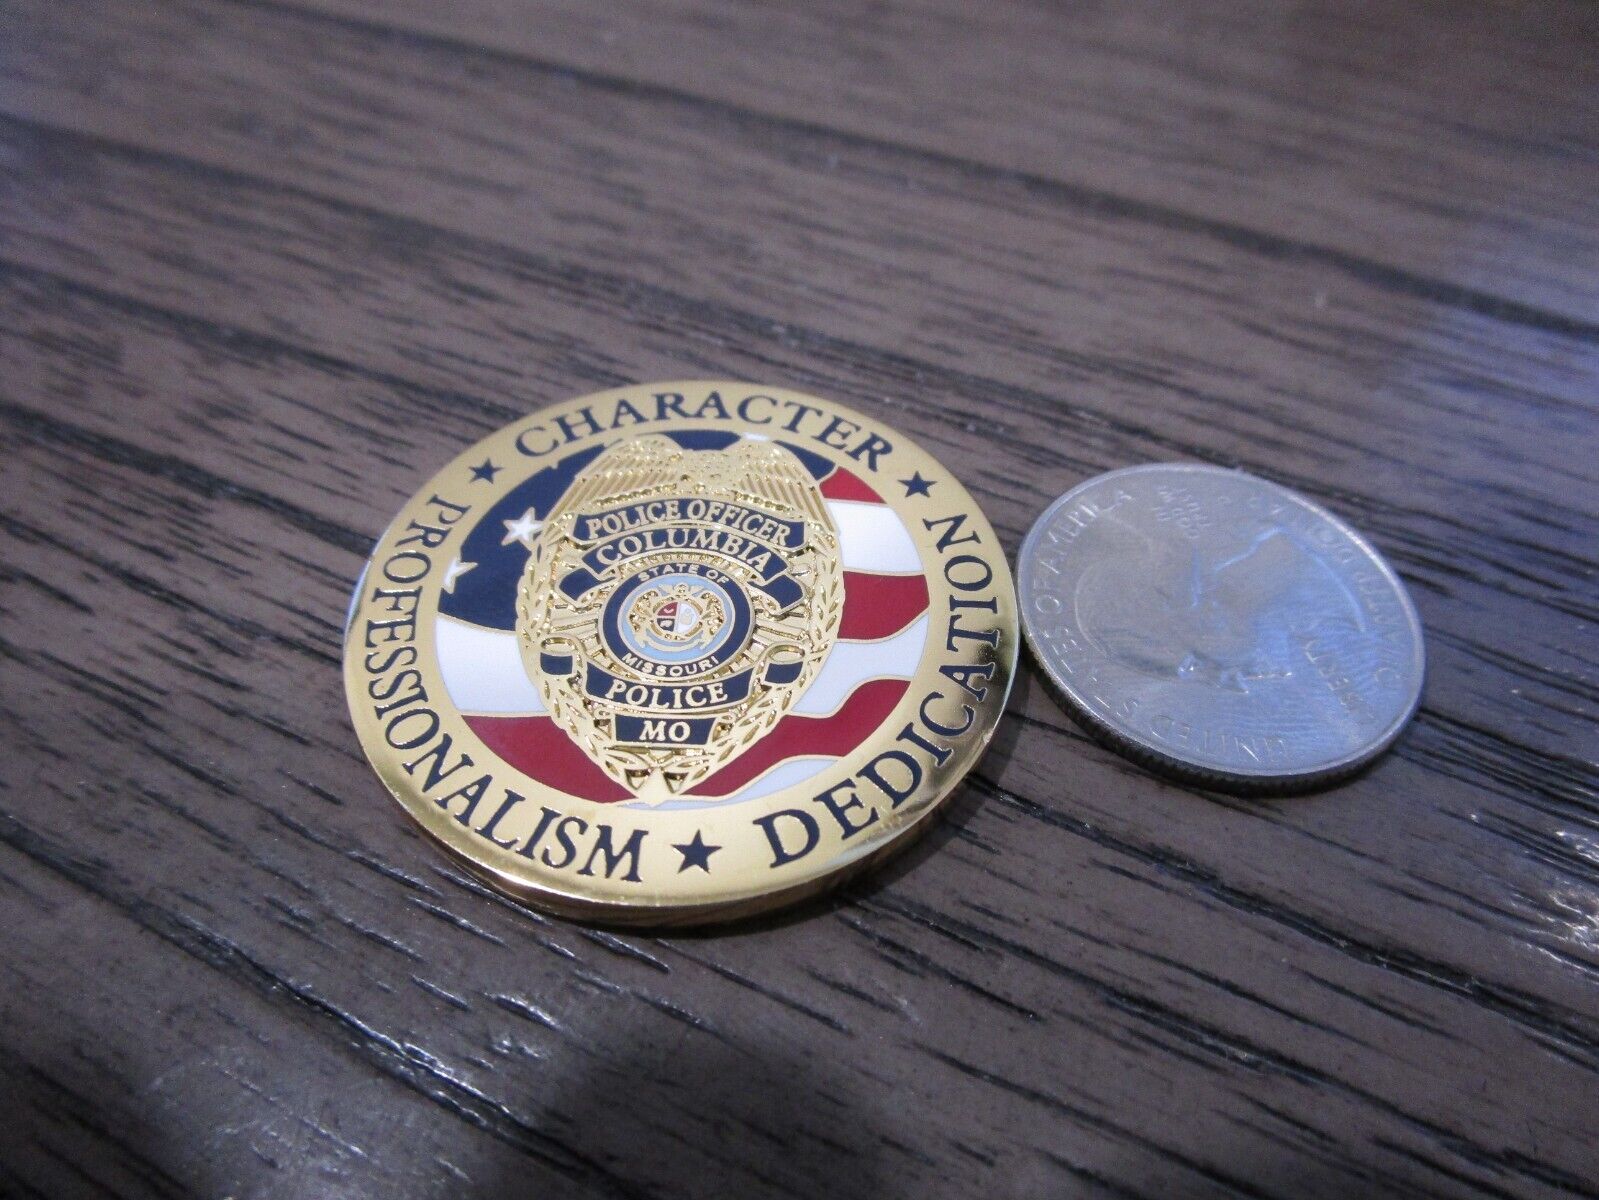 ★ CHARACTER ★
PROFESSIONALISM ★ DEDICATION
POLICE OFFICER
COLUMBIA
STATE OF
MISSOURI
POLICE
MO
UNITED STATES OF AMERICA